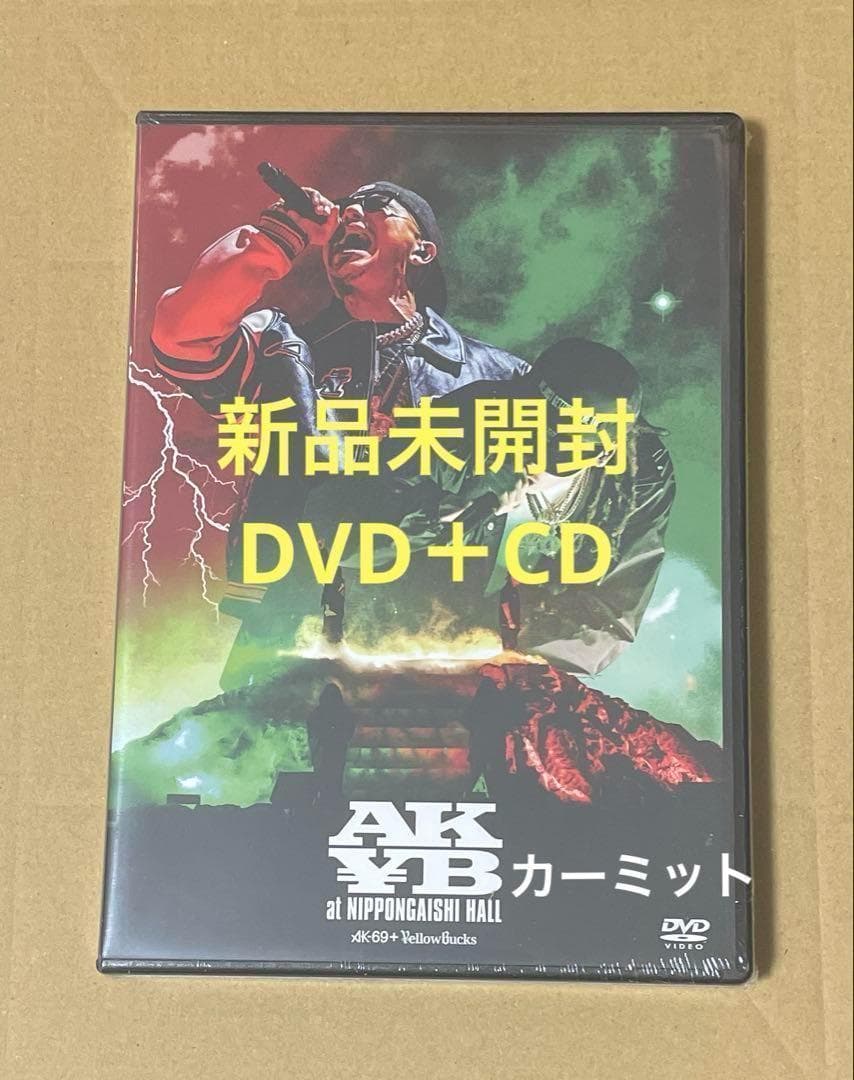 新品未開封
DVD＋CD
AK
¥B
カーミット
at NIPPONGAISHI HALL
AK-69+¥ellowBucks
DVD
VIDEO